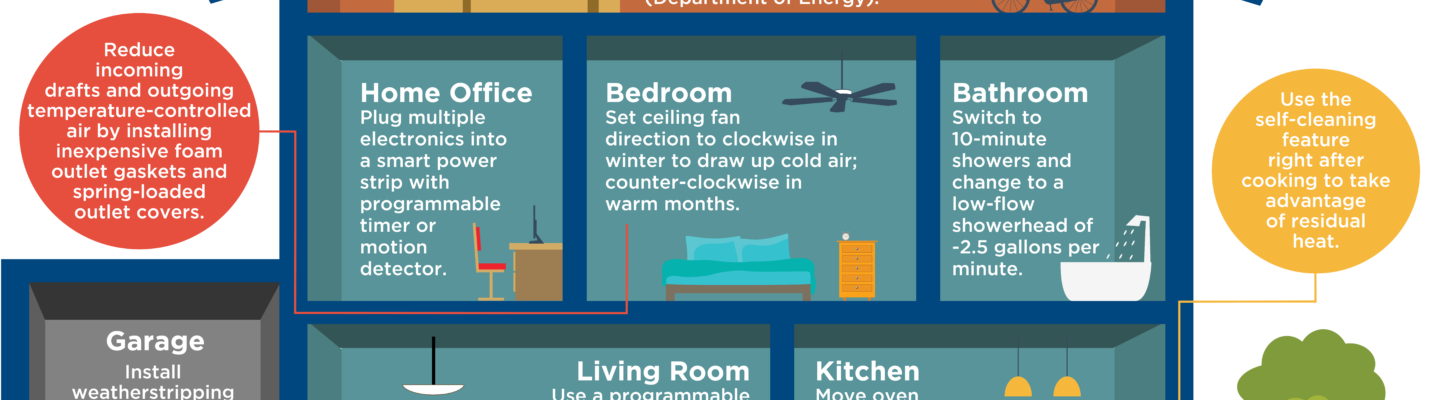 (Department of Energy).
Reduce
incoming
drafts and outgoing
temperature-controlled
air by installing
inexpensive foam
outlet gaskets and
spring-loaded
outlet covers.
Home Office
Plug multiple
electronics into
a smart power
strip with
programmable
timer or
motion
detector.
Bedroom
Set ceiling fan
direction to clockwise in
winter to draw up cold air;
counter-clockwise in
warm months.
Bathroom
Switch to
10-minute
showers and
change to a
low-flow
showerhead of
-2.5 gallons per
minute.
Use the
self-cleaning
feature
right after
cooking to take
advantage
of residual
heat.
Garage
Install
weatherstripping
Living Room
Use a programmable
Kitchen
Move oven